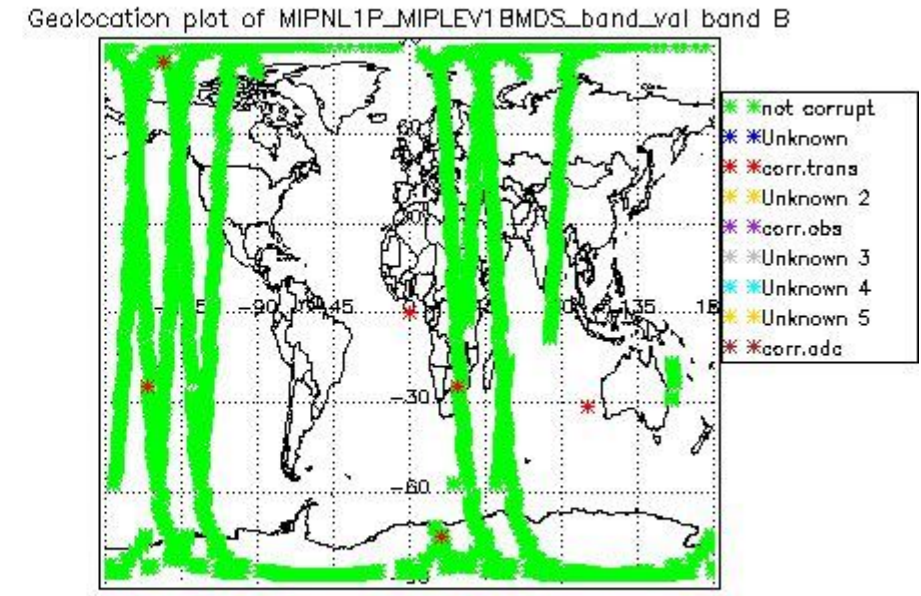 Geolocation plot of MIPNL1P_MIPLEV1BMDS_band_val band B
not corrupt
Unknown
corr.trans
Unknown 2
corr.obs
Unknown 3
Unknown 4
Unknown 5
corr.adc
60
-90
45
135
-30
-60